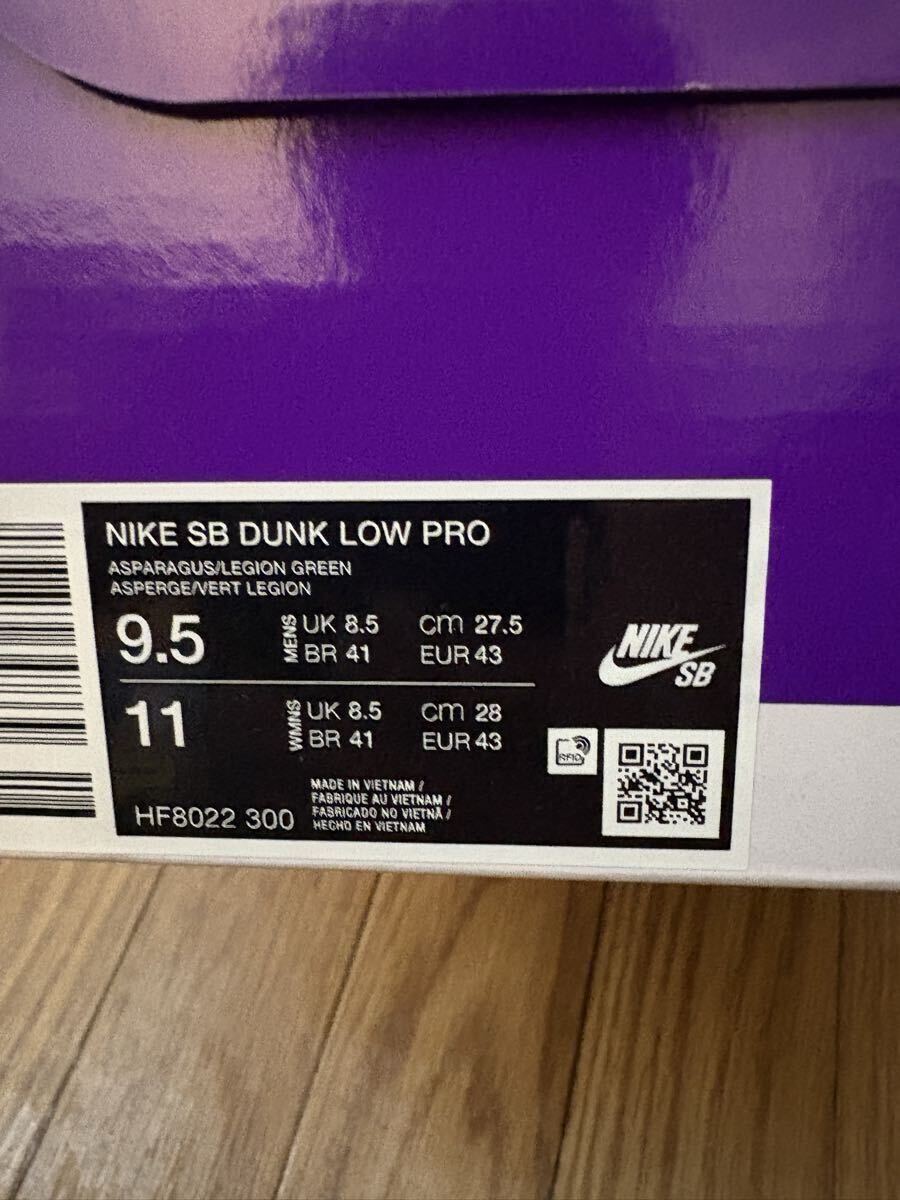 NIKE SB DUNK LOW PRO
ASPARAGUS/LEGION GREEN
ASPERGE/VERT LEGION
9.5 MENS UK 8.5 cm 27.5
BR 41 EUR 43
11 WMNS UK 8.5 cm 28
BR 41 EUR 43
NIKE
SB
RFID
HF8022 300
MADE IN VIETNAM /
FABRIQUE AU VIETNAM /
FABRICADO NO VIETNÃ /
HECHO EN VIETNAM